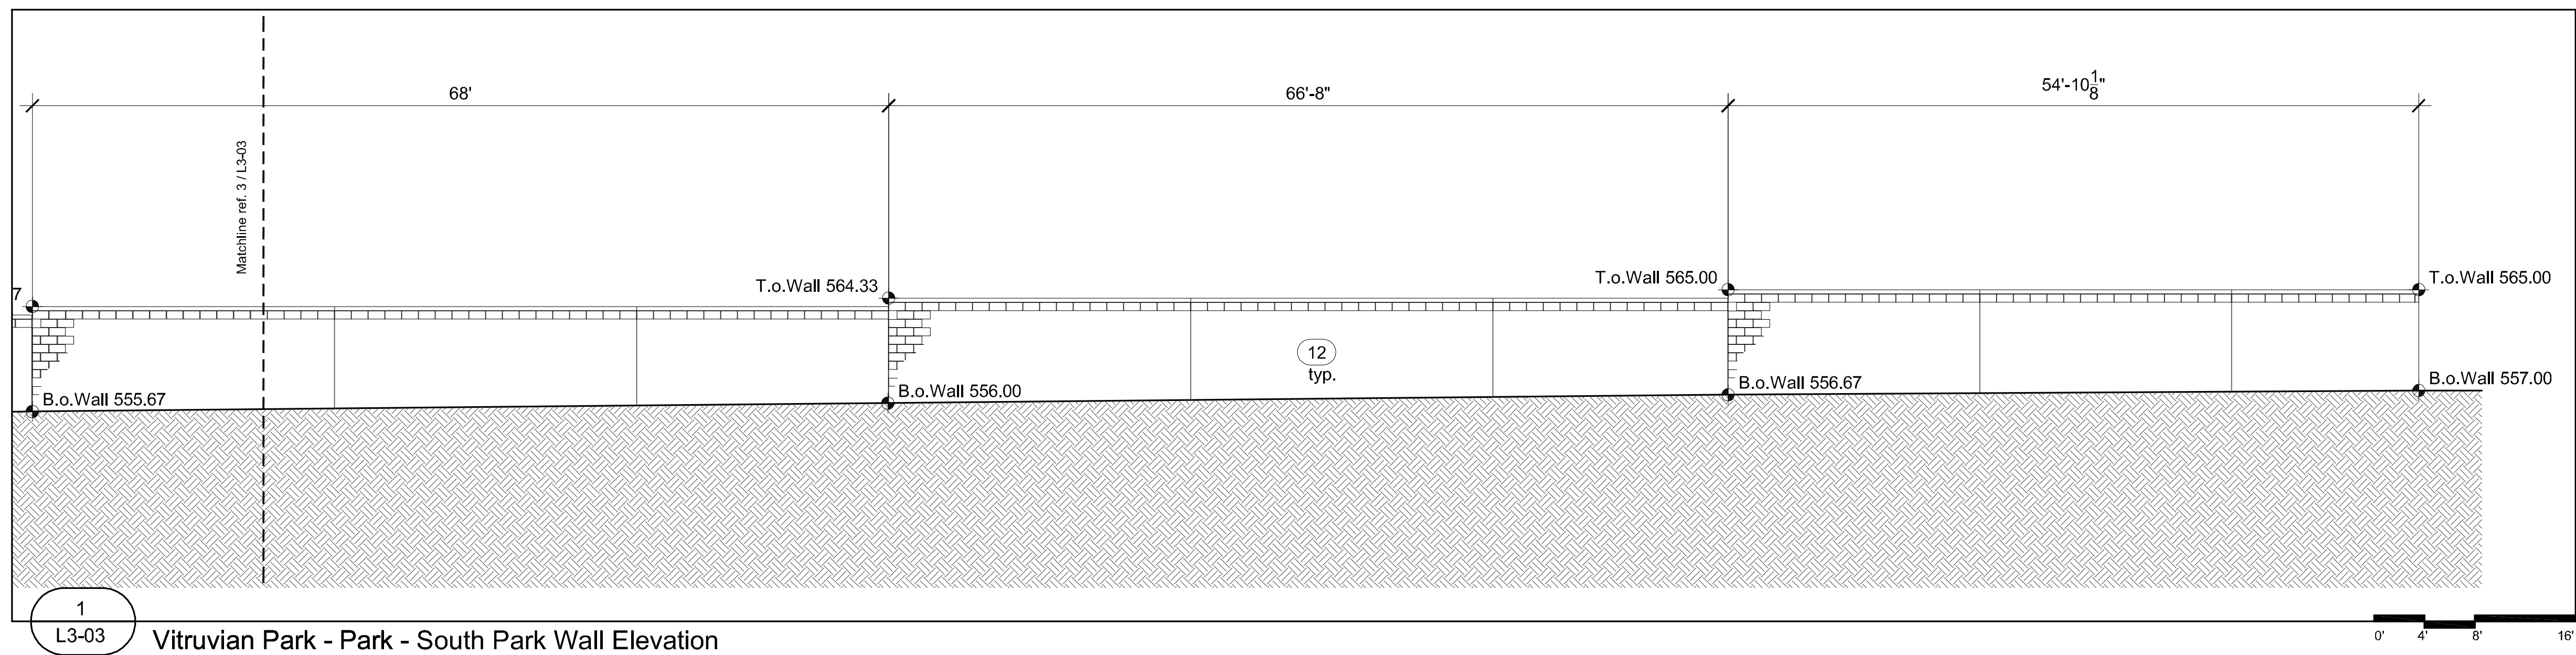 68'
66'-8"
54'-10 1/8"
Matchline ref. 3 / L3-03
7
T.o.Wall 564.33
T.o.Wall 565.00
T.o.Wall 565.00
B.o.Wall 555.67
B.o.Wall 556.00
12
typ.
B.o.Wall 556.67
B.o.Wall 557.00
1
L3-03
Vitruvian Park - Park - South Park Wall Elevation
0' 4' 8' 16'